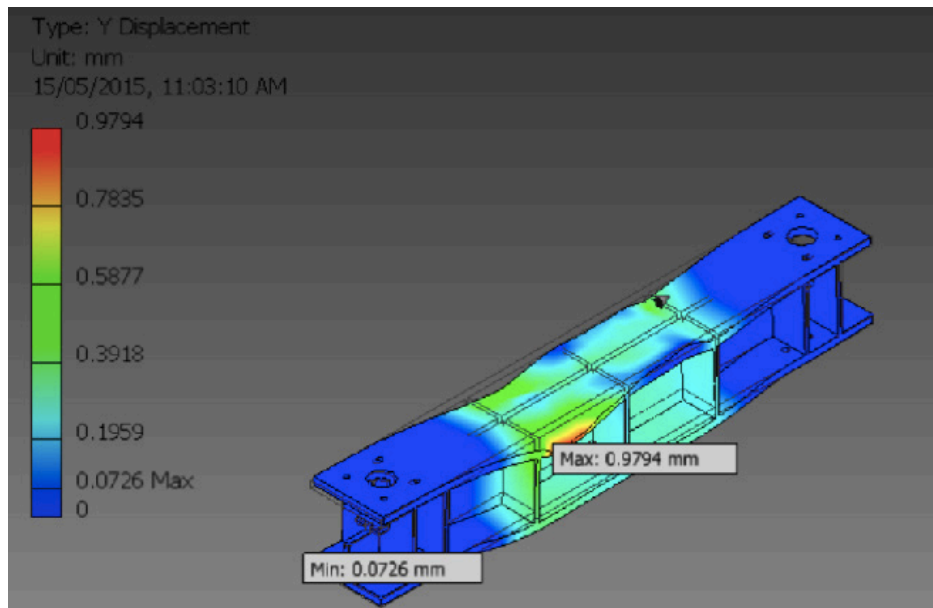 Type: Y Displacement
Unit: mm
15/05/2015, 11:03:10 AM
0.9794
0.7835
0.5877
0.3918
0.1959
0.0726 Max
0
Max: 0.9794 mm
Min: 0.0726 mm